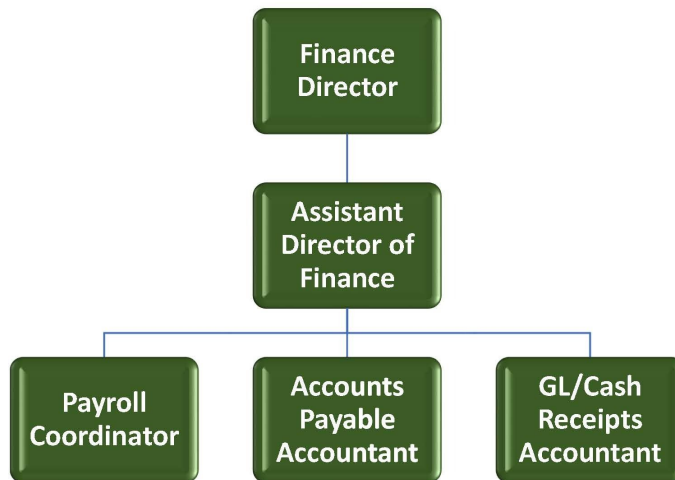 Finance
Director
Assistant
Director of
Finance
Payroll
Coordinator
Accounts
Payable
Accountant
GL/Cash
Receipts
Accountant